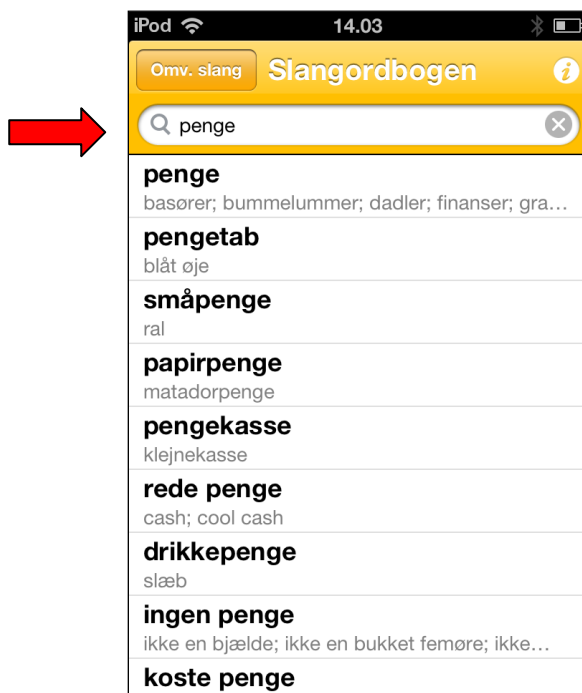 iPod 14.03
Omv. slang Slangordbogen i
penge
penge
basører; bummelummer; dadler; finanser; gra…
pengetab
blåt øje
småpenge
ral
papirpenge
matadorpenge
pengekasse
klejnekasse
rede penge
cash; cool cash
drikkepenge
slæb
ingen penge
ikke en bjælde; ikke en bukket femøre; ikke…
koste penge